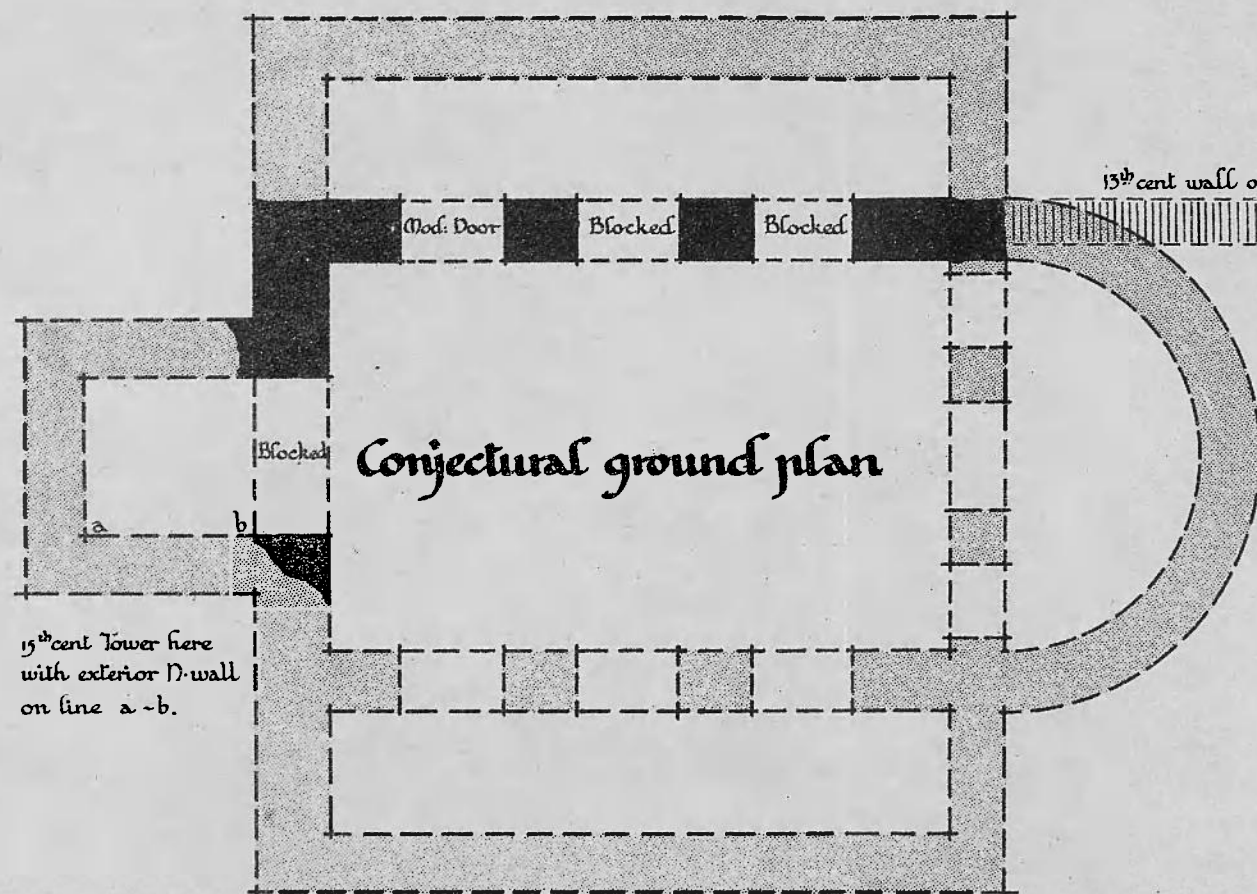 13th cent wall o
Mod: Door
Blocked
Blocked
Blocked
Conjectural ground plan
a
b
15th cent Tower here
with exterior N. wall
on line a - b.